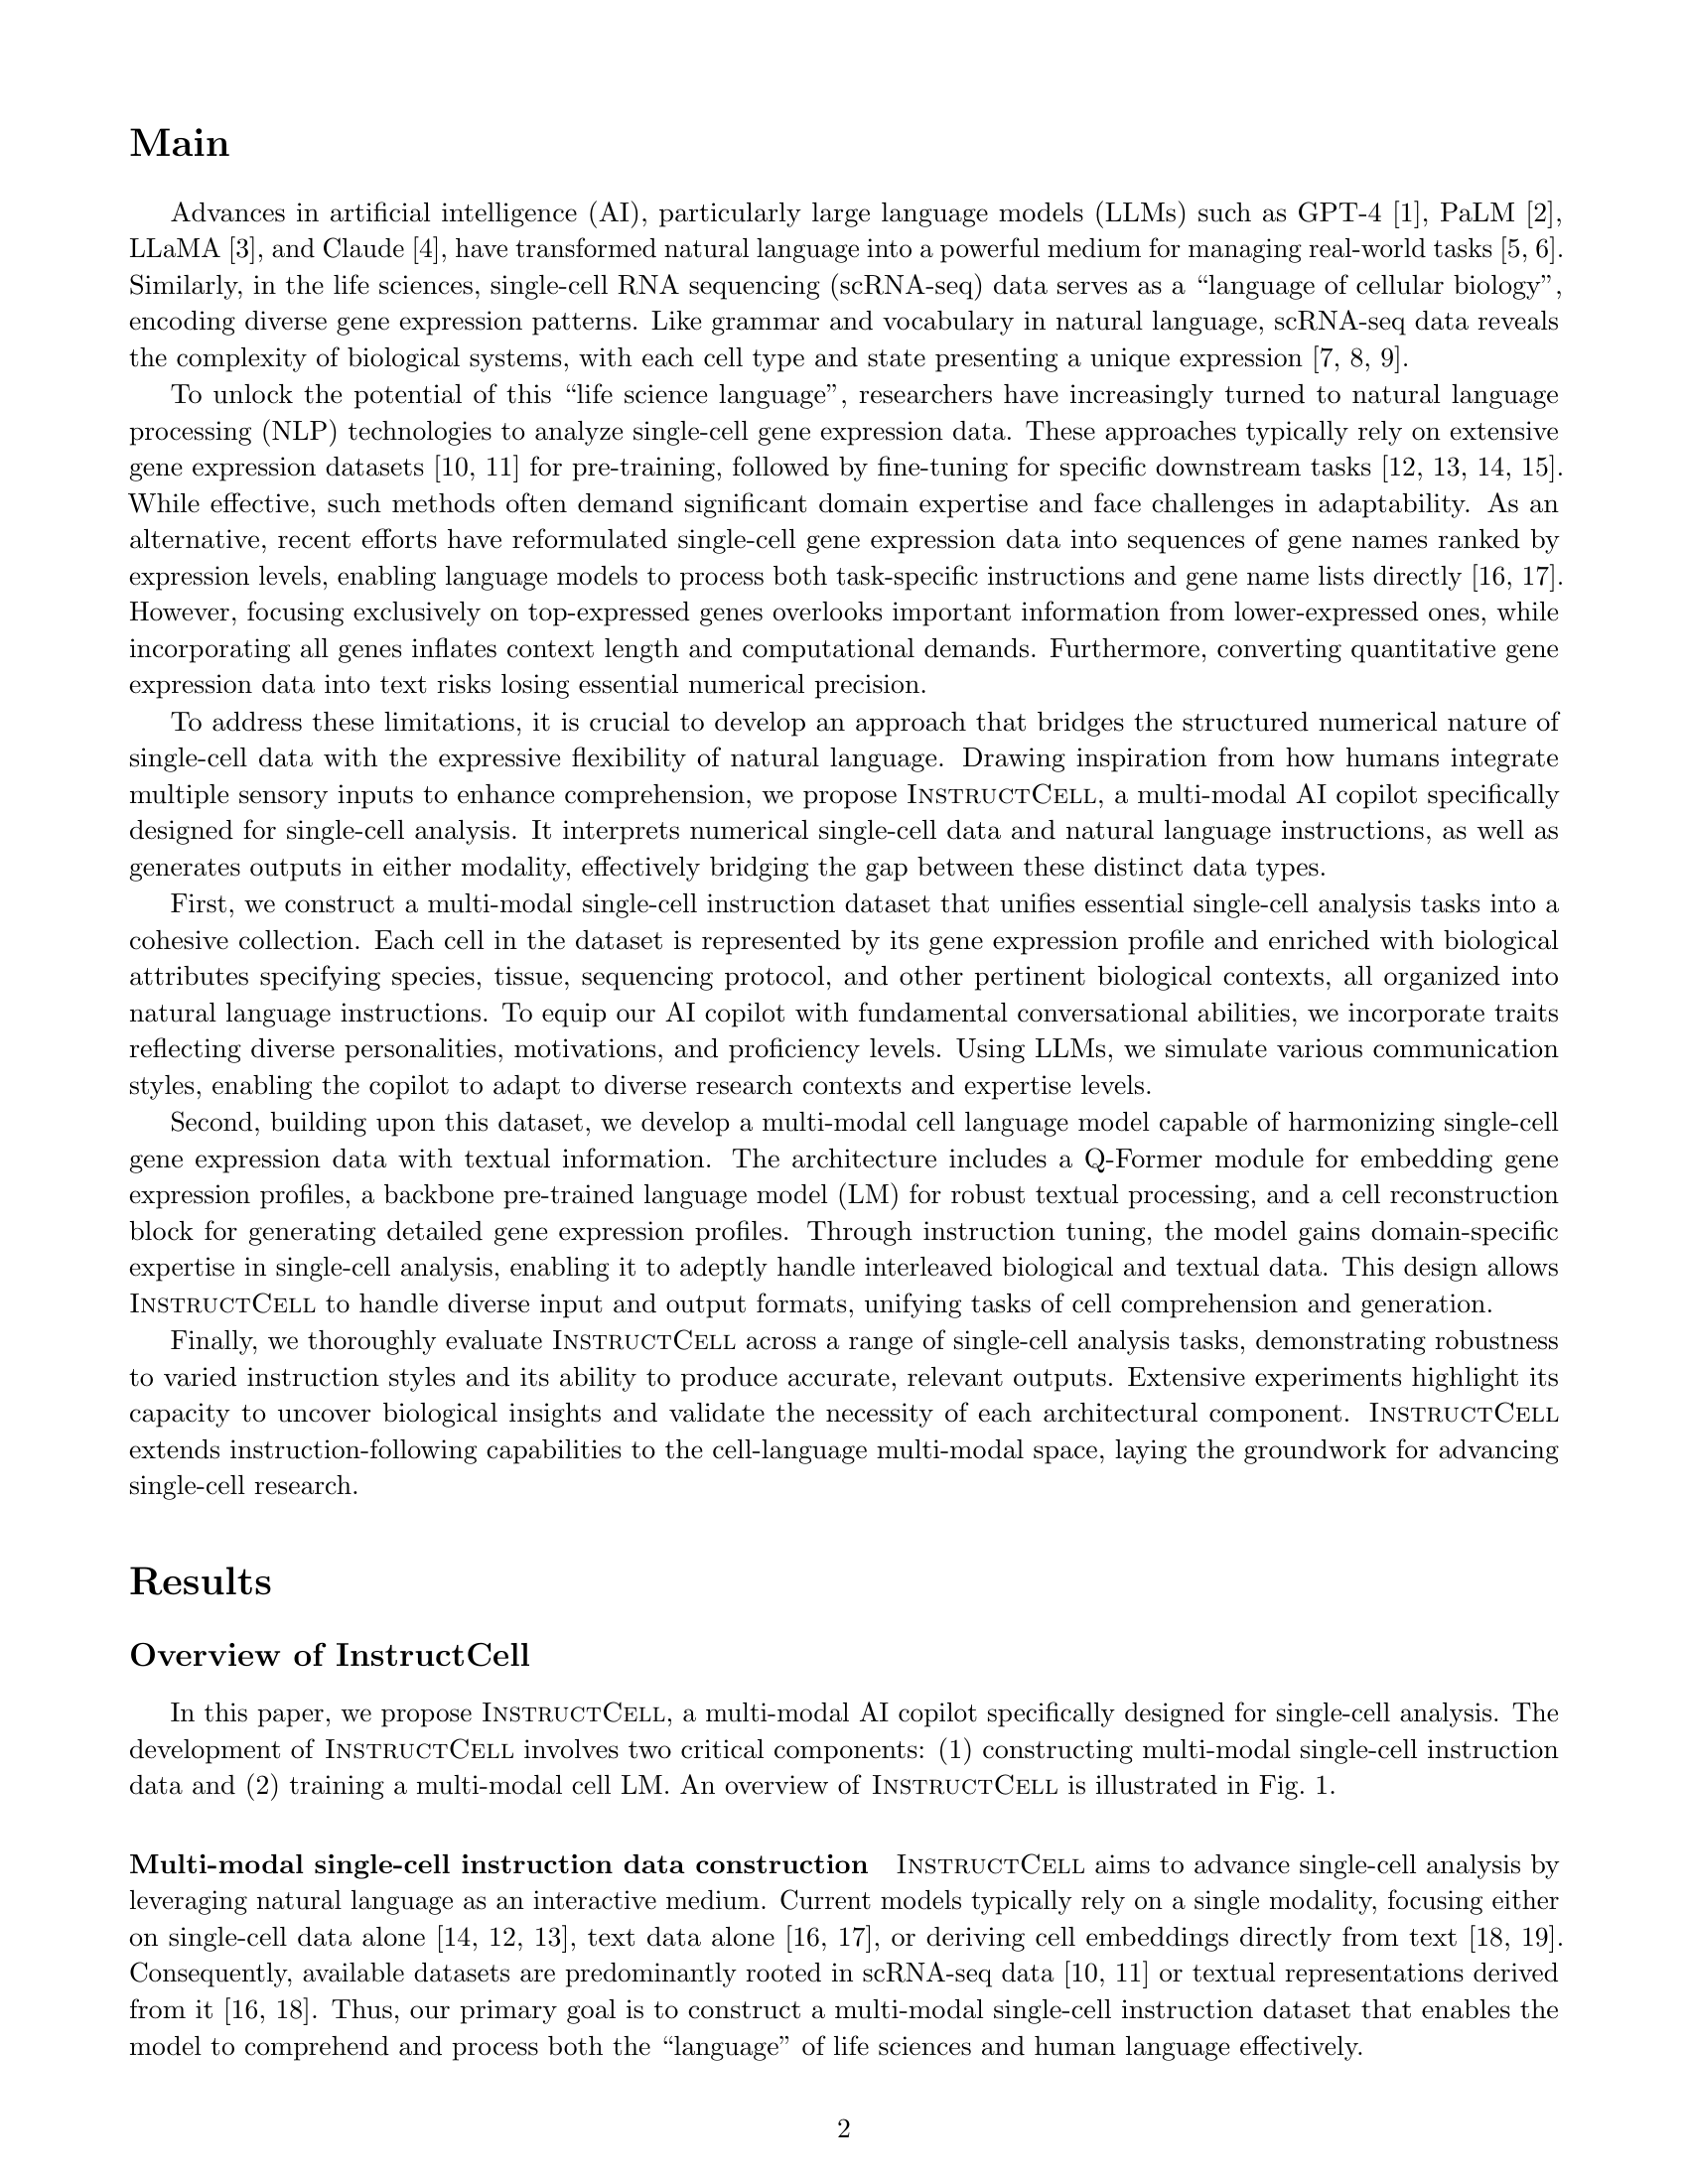 Main
Advances in artificial intelligence (AI), particularly large language models (LLMs) such as GPT-4 [1], PaLM [2],
LLaMA [3], and Claude [4], have transformed natural language into a powerful medium for managing real-world tasks [5, 6].
Similarly, in the life sciences, single-cell RNA sequencing (scRNA-seq) data serves as a “language of cellular biology”,
encoding diverse gene expression patterns. Like grammar and vocabulary in natural language, scRNA-seq data reveals
the complexity of biological systems, with each cell type and state presenting a unique expression [7, 8, 9].
To unlock the potential of this “life science language”, researchers have increasingly turned to natural language
processing (NLP) technologies to analyze single-cell gene expression data. These approaches typically rely on extensive
gene expression datasets [10, 11] for pre-training, followed by fine-tuning for specific downstream tasks [12, 13, 14, 15].
While effective, such methods often demand significant domain expertise and face challenges in adaptability. As an
alternative, recent efforts have reformulated single-cell gene expression data into sequences of gene names ranked by
expression levels, enabling language models to process both task-specific instructions and gene name lists directly [16, 17].
However, focusing exclusively on top-expressed genes overlooks important information from lower-expressed ones, while
incorporating all genes inflates context length and computational demands. Furthermore, converting quantitative gene
expression data into text risks losing essential numerical precision.
To address these limitations, it is crucial to develop an approach that bridges the structured numerical nature of
single-cell data with the expressive flexibility of natural language. Drawing inspiration from how humans integrate
multiple sensory inputs to enhance comprehension, we propose INSTRUCTCELL, a multi-modal AI copilot specifically
designed for single-cell analysis. It interprets numerical single-cell data and natural language instructions, as well as
generates outputs in either modality, effectively bridging the gap between these distinct data types.
First, we construct a multi-modal single-cell instruction dataset that unifies essential single-cell analysis tasks into a
cohesive collection. Each cell in the dataset is represented by its gene expression profile and enriched with biological
attributes specifying species, tissue, sequencing protocol, and other pertinent biological contexts, all organized into
natural language instructions. To equip our AI copilot with fundamental conversational abilities, we incorporate traits
reflecting diverse personalities, motivations, and proficiency levels. Using LLMs, we simulate various communication
styles, enabling the copilot to adapt to diverse research contexts and expertise levels.
Second, building upon this dataset, we develop a multi-modal cell language model capable of harmonizing single-cell
gene expression data with textual information. The architecture includes a Q-Former module for embedding gene
expression profiles, a backbone pre-trained language model (LM) for robust textual processing, and a cell reconstruction
block for generating detailed gene expression profiles. Through instruction tuning, the model gains domain-specific
expertise in single-cell analysis, enabling it to adeptly handle interleaved biological and textual data. This design allows
INSTRUCTCELL to handle diverse input and output formats, unifying tasks of cell comprehension and generation.
Finally, we thoroughly evaluate INSTRUCTCELL across a range of single-cell analysis tasks, demonstrating robustness
to varied instruction styles and its ability to produce accurate, relevant outputs. Extensive experiments highlight its
capacity to uncover biological insights and validate the necessity of each architectural component. INSTRUCTCELL
extends instruction-following capabilities to the cell-language multi-modal space, laying the groundwork for advancing
single-cell research.
Results
Overview of InstructCell
In this paper, we propose INSTRUCTCELL, a multi-modal AI copilot specifically designed for single-cell analysis. The
development of INSTRUCTCELL involves two critical components: (1) constructing multi-modal single-cell instruction
data and (2) training a multi-modal cell LM. An overview of INSTRUCTCELL is illustrated in Fig. 1.
Multi-modal single-cell instruction data construction INSTRUCTCELL aims to advance single-cell analysis by
leveraging natural language as an interactive medium. Current models typically rely on a single modality, focusing either
on single-cell data alone [14, 12, 13], text data alone [16, 17], or deriving cell embeddings directly from text [18, 19].
Consequently, available datasets are predominantly rooted in scRNA-seq data [10, 11] or textual representations derived
from it [16, 18]. Thus, our primary goal is to construct a multi-modal single-cell instruction dataset that enables the
model to comprehend and process both the “language” of life sciences and human language effectively.
2